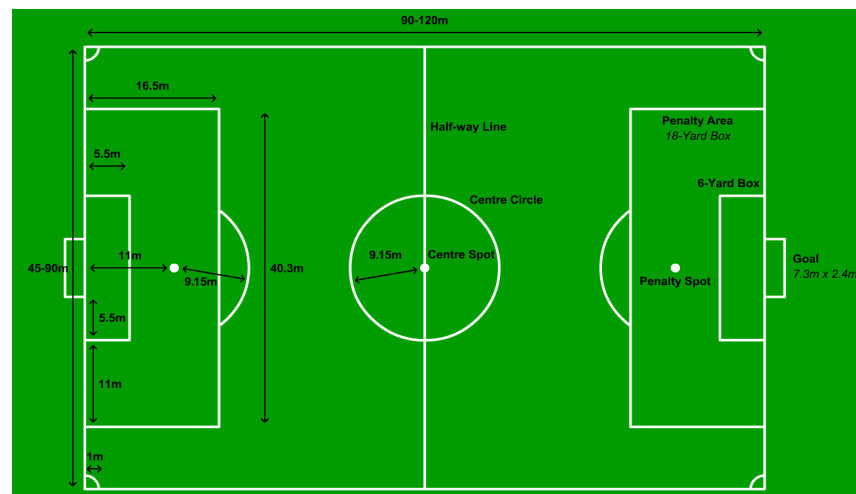 90-120m
16.5m
Half-way Line
Penalty Area
18-Yard Box
5.5m
6-Yard Box
Centre Circle
45-90m
11m
9.15m
40.3m
9.15m
Centre Spot
Penalty Spot
Goal
7.3m x 2.4m
5.5m
11m
1m